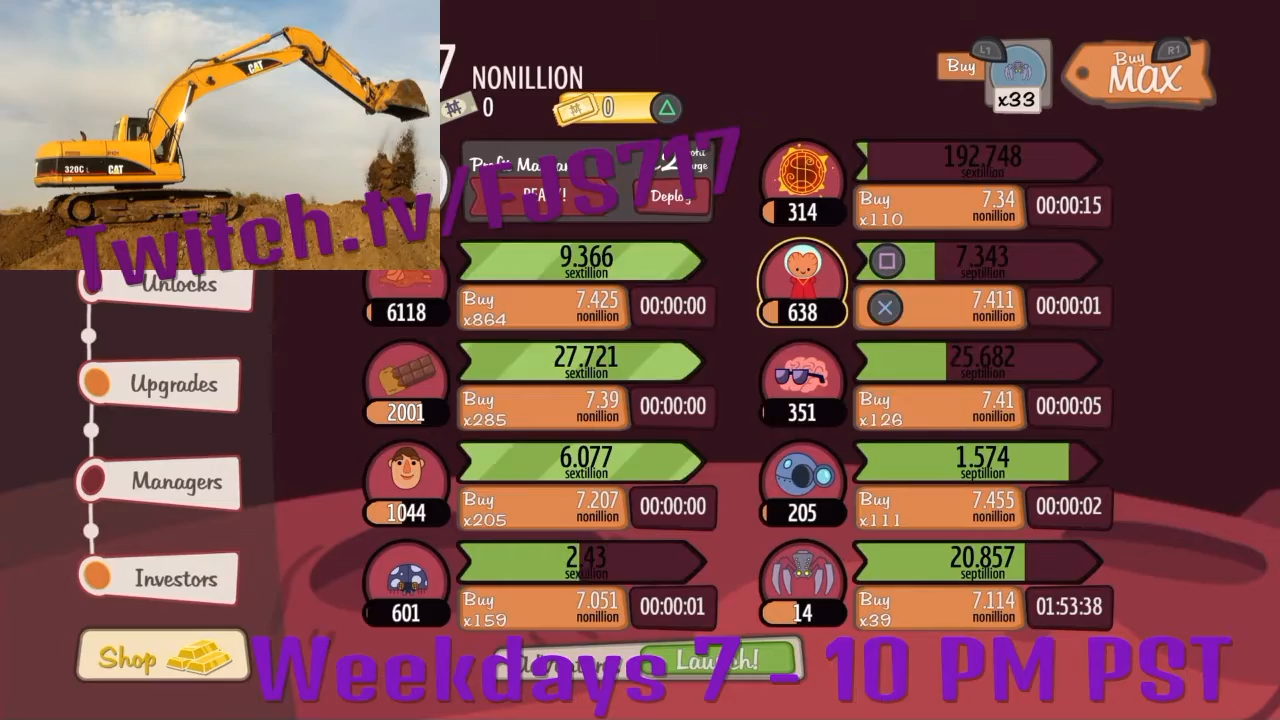 7 NONILLION
0
0
L1
Buy
x33
R1
Buy
MAX
CAT
320C
CAT
Twitch.tv/FJS717
Deploy
Unlocks
Upgrades
Managers
Investors
Shop
6118
9.366
sextillion
Buy
x864
7.425
nonillion
00:00:00
2001
27.721
sextillion
Buy
x285
7.39
nonillion
00:00:00
1044
6.077
sextillion
Buy
x205
7.207
nonillion
00:00:00
601
2.43
sextillion
Buy
x159
7.051
nonillion
00:00:01
314
192.748
sextillion
Buy
x110
7.34
nonillion
00:00:15
638
7.343
septillion
7.411
nonillion
00:00:01
351
25.682
septillion
Buy
x126
7.41
nonillion
00:00:05
205
1.574
septillion
Buy
x111
7.455
nonillion
00:00:02
14
20.857
septillion
Buy
x39
7.114
nonillion
01:53:38
Launch!
Weekdays 7 - 10 PM PST